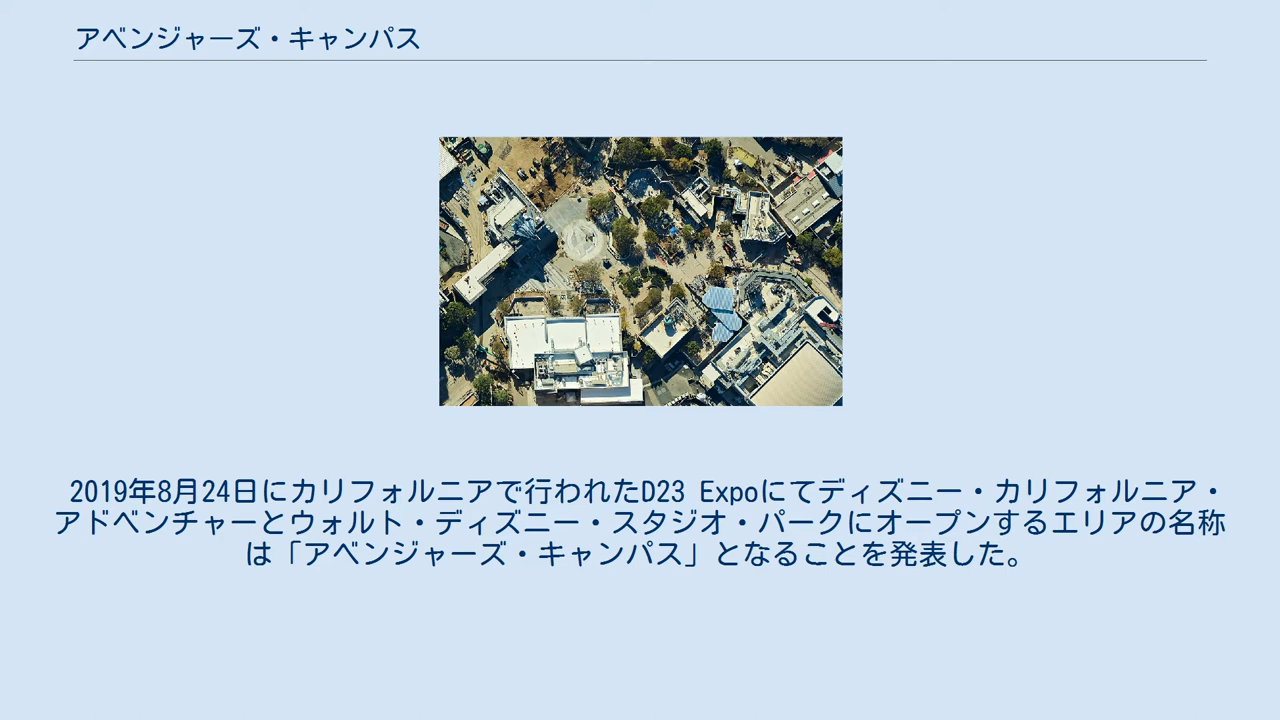 アベンジャーズ・キャンパス
2019年8月24日にカリフォルニアで行われたD23 Expoにてディズニー・カリフォルニア・
アドベンチャーとウォルト・ディズニー・スタジオ・パークにオープンするエリアの名称
は「アベンジャーズ・キャンパス」となることを発表した。